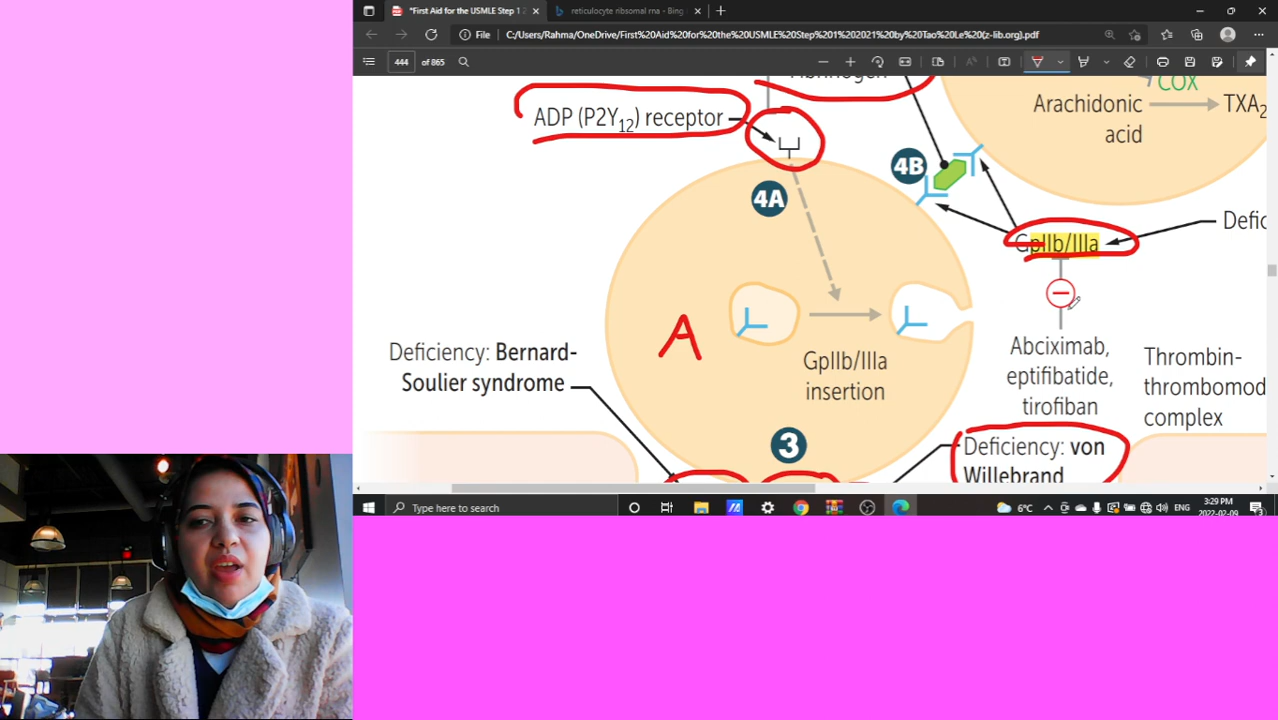 *First Aid for the USMLE Step 1 2
reticulocyte ribsomal rna - Bing
File
C:/Users/Rahma/OneDrive/First%20Aid%20for%20the%20USMLE%20Step%201%202021%20by%20Tao%20Le%20(z-lib.org).pdf
444 of 865
Fibrinogen
COX
Arachidonic
acid
TXA2
ADP (P2Y12) receptor
4A
4B
GpIIb/IIIa
Defic
A
GpIIb/IIIa
insertion
Abciximab,
eptifibatide,
tirofiban
Thrombin-
thrombomod
complex
Deficiency: Bernard-
Soulier syndrome
3
Deficiency: von
Willebrand
Type here to search
6°C
ENG
3:29 PM
2022-02-09